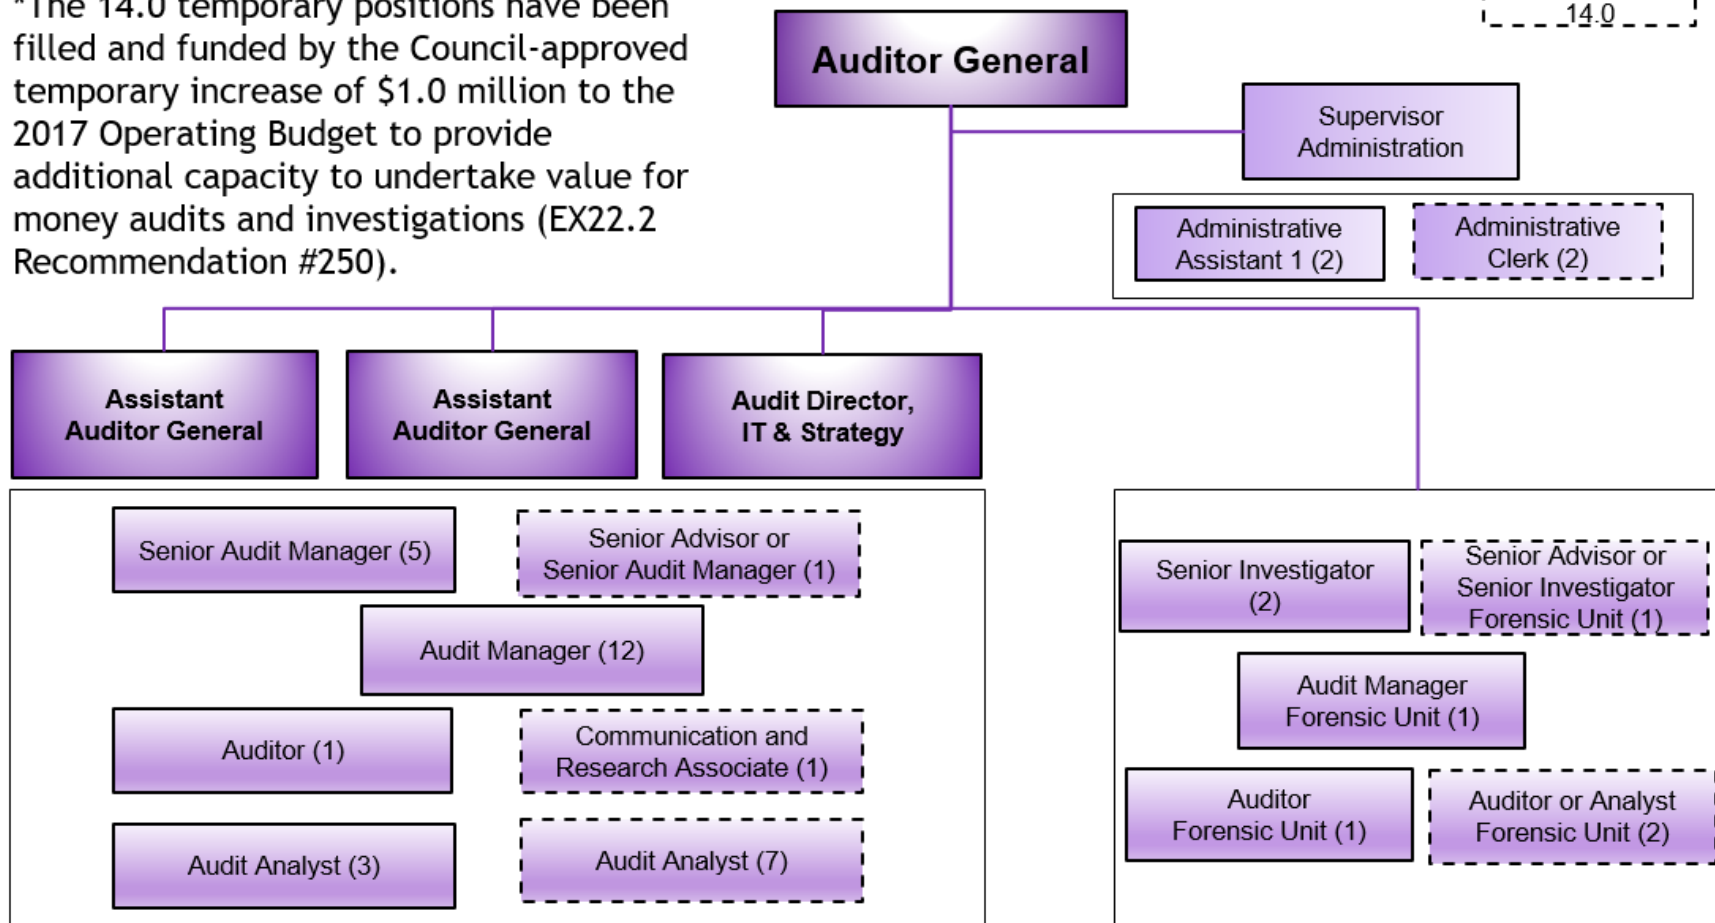 *The 14.0 temporary positions have been
filled and funded by the Council-approved
temporary increase of $1.0 million to the
2017 Operating Budget to provide
additional capacity to undertake value for
money audits and investigations (EX22.2
Recommendation #250).
14.0
Auditor General
Supervisor
Administration
Administrative
Assistant 1 (2)
Administrative
Clerk (2)
Assistant
Auditor General
Assistant
Auditor General
Audit Director,
IT & Strategy
Senior Audit Manager (5)
Senior Advisor or
Senior Audit Manager (1)
Audit Manager (12)
Auditor (1)
Communication and
Research Associate (1)
Audit Analyst (3)
Audit Analyst (7)
Senior Investigator
(2)
Senior Advisor or
Senior Investigator
Forensic Unit (1)
Audit Manager
Forensic Unit (1)
Auditor
Forensic Unit (1)
Auditor or Analyst
Forensic Unit (2)